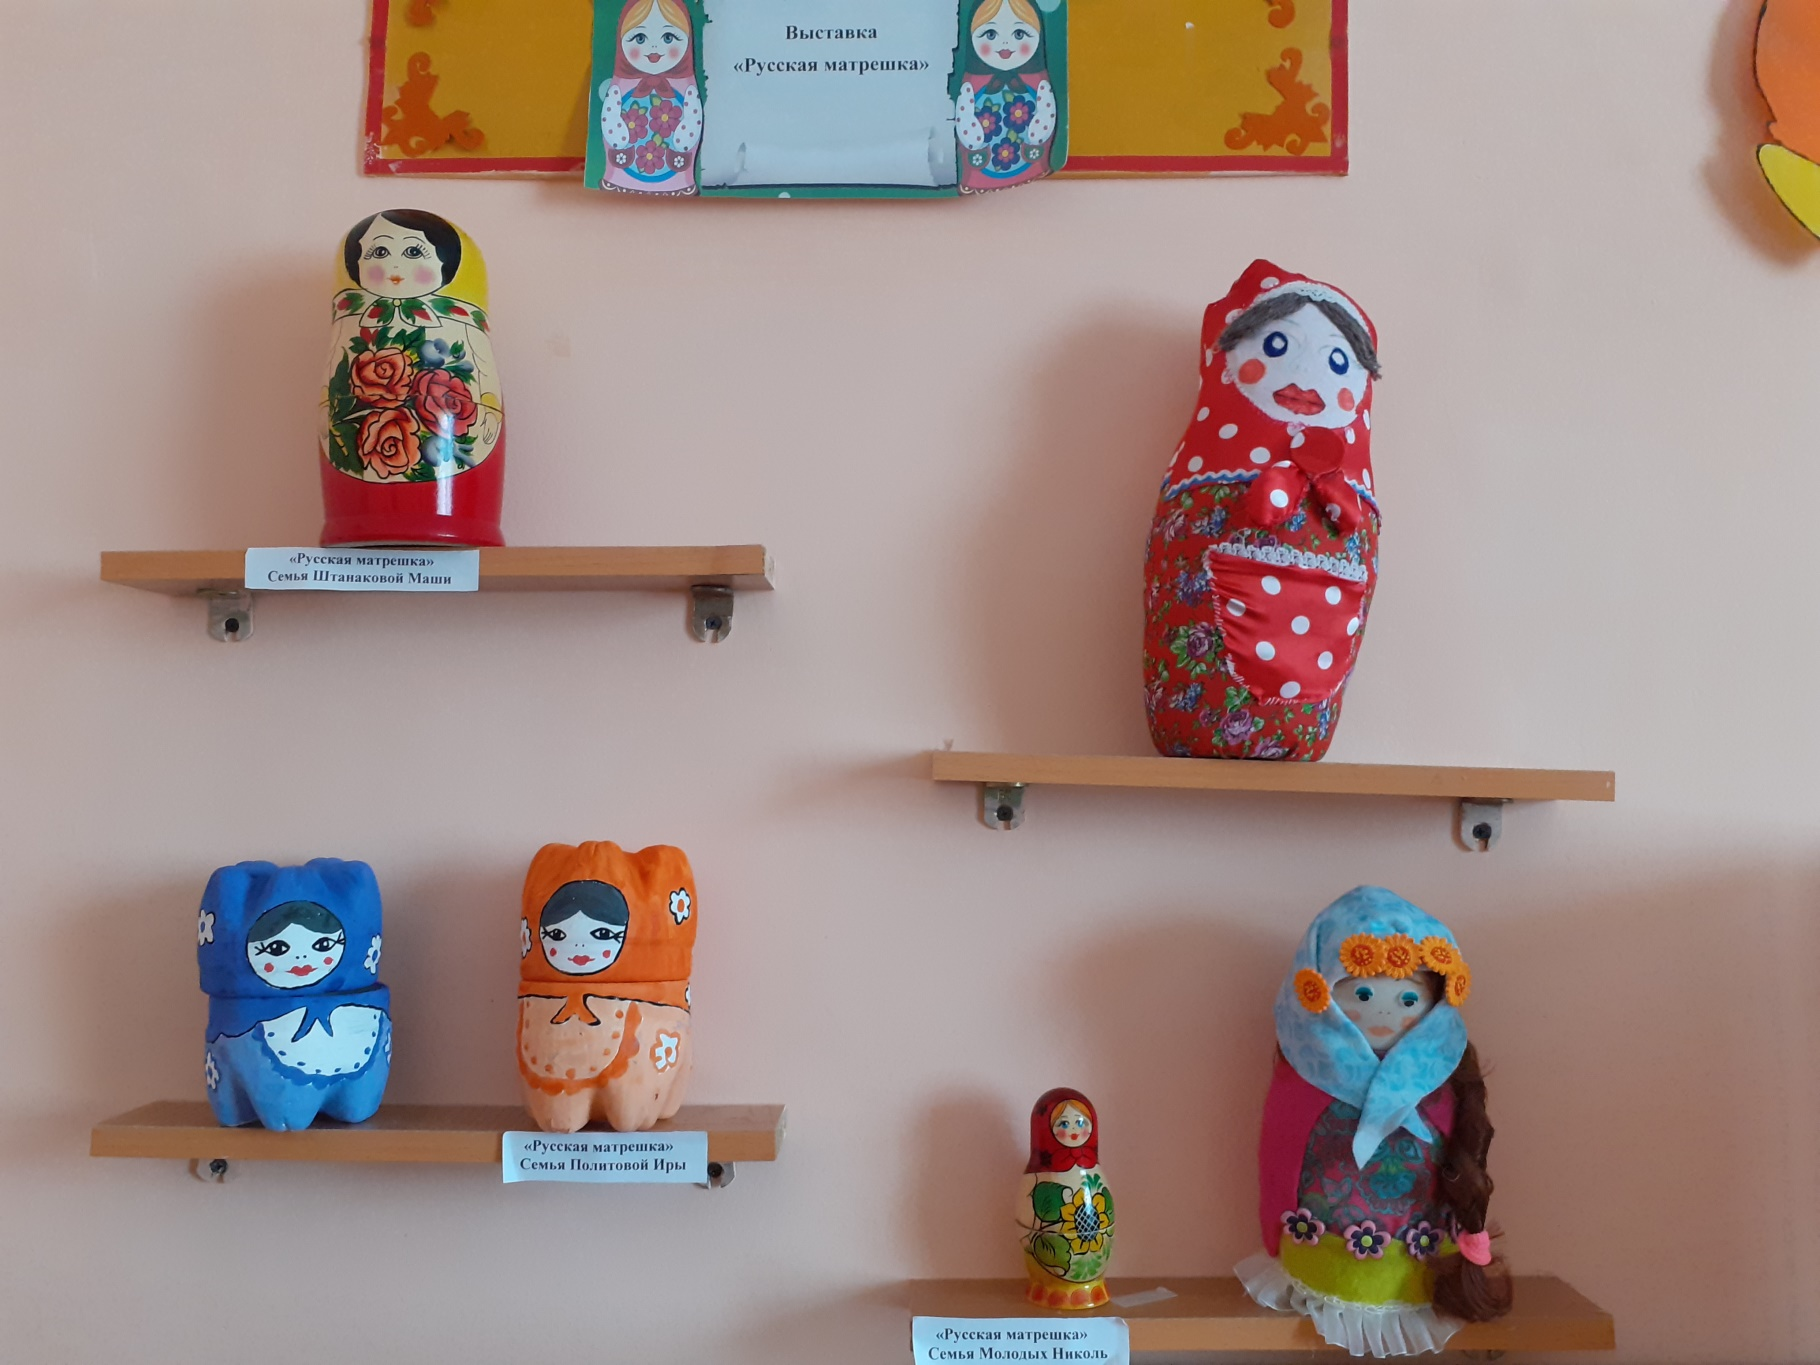 Выставка
«Русская матрешка»
«Русская матрешка»
Семья Штанаковой Маши
«Русская матрешка»
Семья Политовой Иры
«Русская матрешка»
Семья Молодых Николь